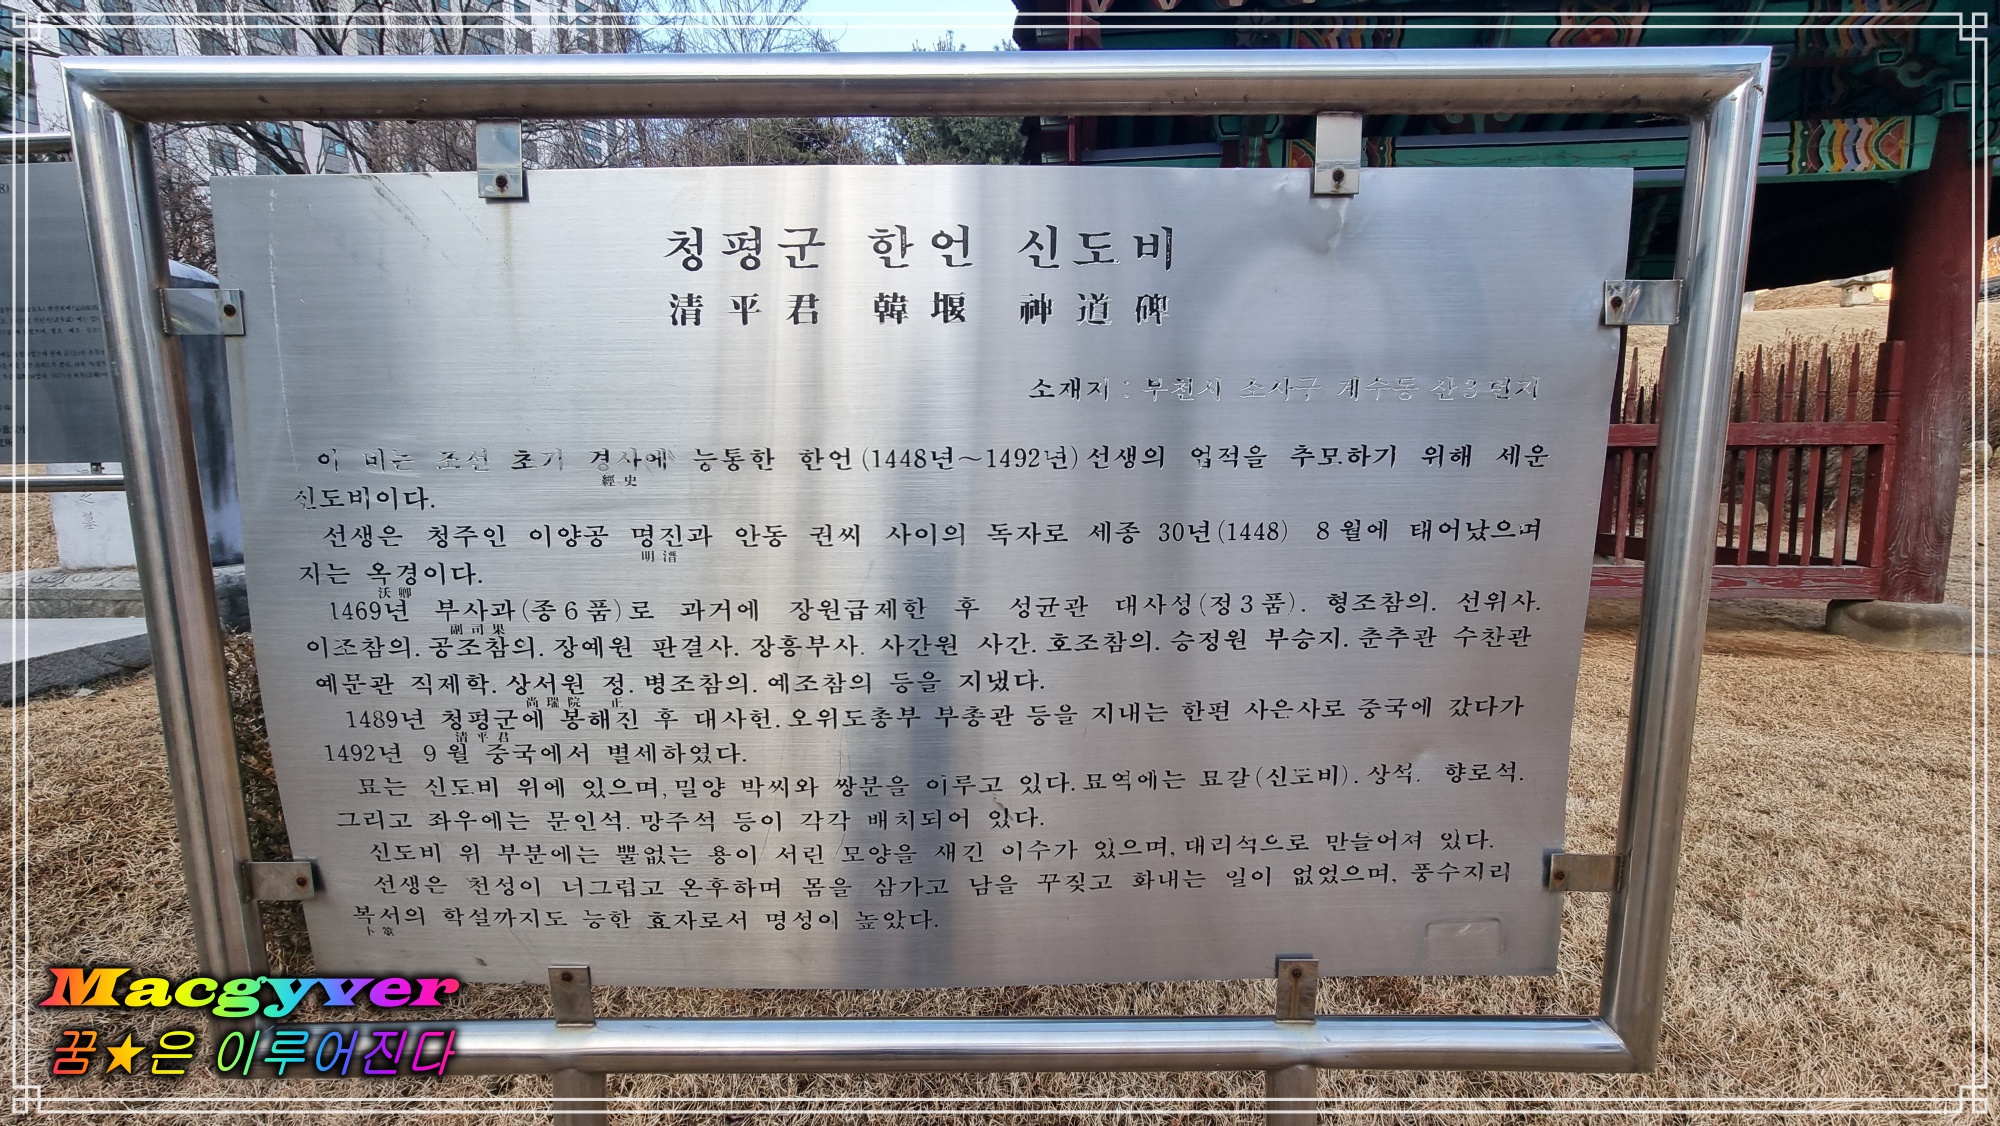 청평군 한언 신도비
清平君 韓堰 神道碑
소재지 : 부천시 소사구 계수동 산3번지
이 비는 조선 초기 경사에 능통한 한언(1448년~1492년)선생의 업적을 추모하기 위해 세운
經史
신도비이다.
선생은 청주인 이양공 명진과 안동 권씨 사이의 독자로 세종 30년(1448) 8월에 태어났으며
明溍
자는 옥경이다.
沃卿
1469년 부사과(종6품)로 과거에 장원급제한 후 성균관 대사성(정3품). 형조참의. 선위사.
副司果
이조참의. 공조참의. 장예원 판결사. 장흥부사. 사간원 사간. 호조참의. 승정원 부승지. 춘추관 수찬관
예문관 직제학. 상서원 정. 병조참의. 예조참의 등을 지냈다.
尙瑞院 正
1489년 청평군에 봉해진 후 대사헌. 오위도총부 부총관 등을 지내는 한편 사은사로 중국에 갔다가
清平君
1492년 9월 중국에서 별세하였다.
묘는 신도비 위에 있으며, 밀양 박씨와 쌍분을 이루고 있다. 묘역에는 묘갈(신도비). 상석. 향로석.
그리고 좌우에는 문인석. 망주석 등이 각각 배치되어 있다.
신도비 위 부분에는 뿔없는 용이 서린 모양을 새긴 이수가 있으며, 대리석으로 만들어져 있다.
선생은 천성이 너그럽고 온후하며 몸을 삼가고 남을 꾸짖고 화내는 일이 없었으며, 풍수지리
복서의 학설까지도 능한 효자로서 명성이 높았다.
卜筮
Macgyver
꿈★은 이루어진다